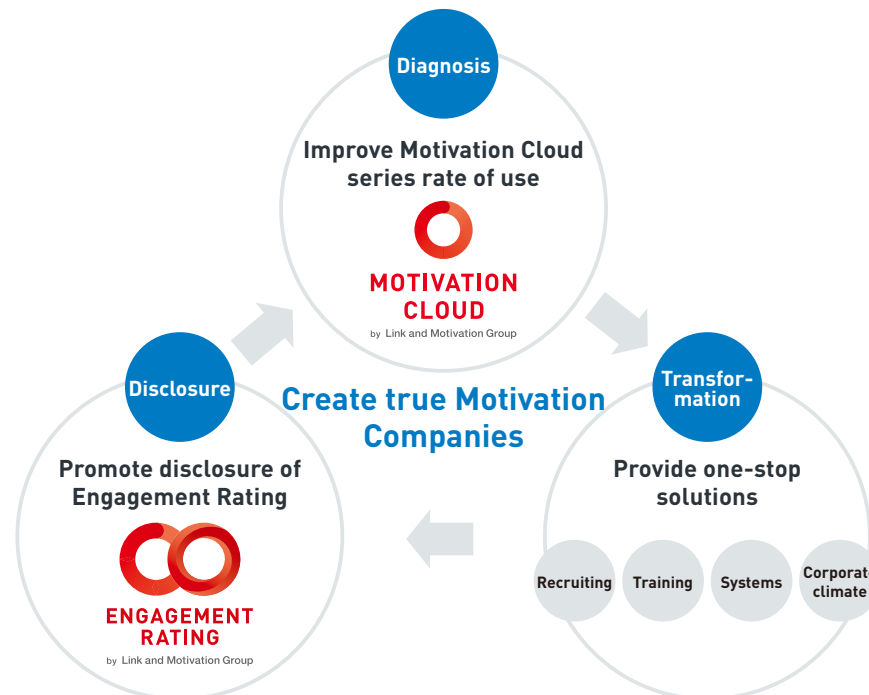 Diagnosis
Improve Motivation Cloud
series rate of use
MOTIVATION
CLOUD
by Link and Motivation Group
Disclosure
Promote disclosure of
Engagement Rating
ENGAGEMENT
RATING
by Link and Motivation Group
Create true Motivation
Companies
Transfor-
mation
Provide one-stop
solutions
Recruiting
Training
Systems
Corporate
climate